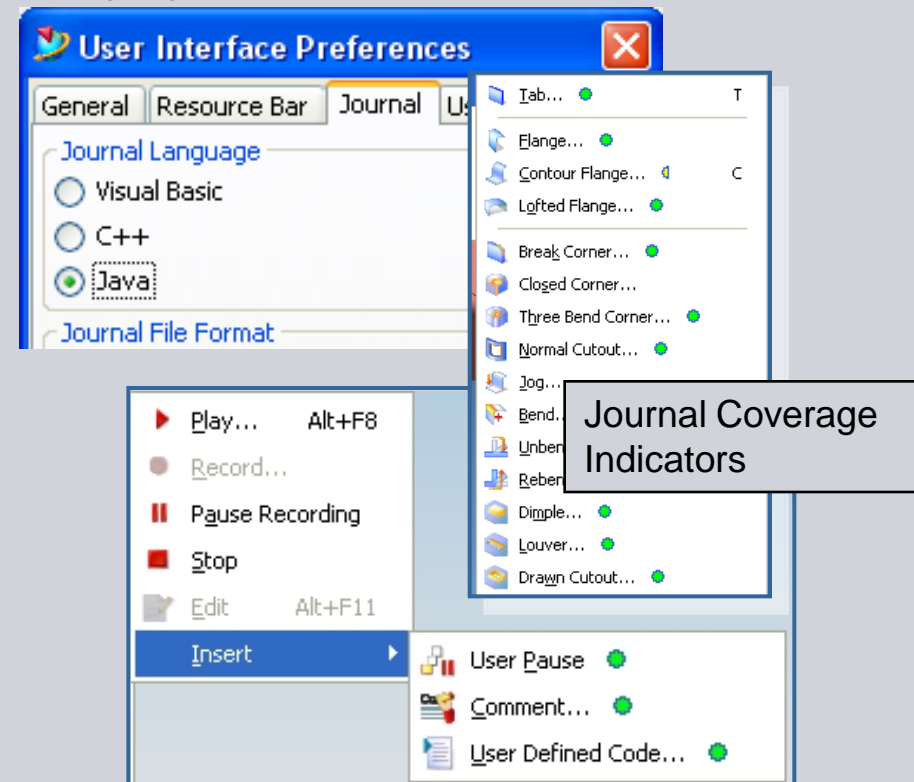 User Interface Preferences
General Resource Bar Journal
Journal Language
Visual Basic
C++
Java
Journal File Format
Tab... T
Flange...
Contour Flange... C
Lofted Flange...
Break Corner...
Closed Corner...
Three Bend Corner...
Normal Cutout...
Jog...
Bend..
Dimple...
Louver...
Drawn Cutout...
Journal Coverage
Indicators
Play... Alt+F8
Record...
Pause Recording
Stop
Edit Alt+F11
Insert
User Pause
Comment...
User Defined Code...